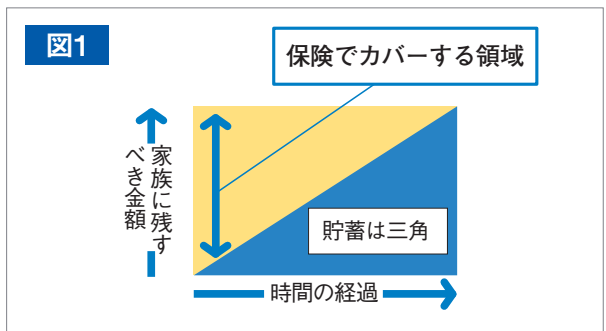 図1
保険でカバーする領域
家族に残す
べき金額
貯蓄は三角
時間の経過